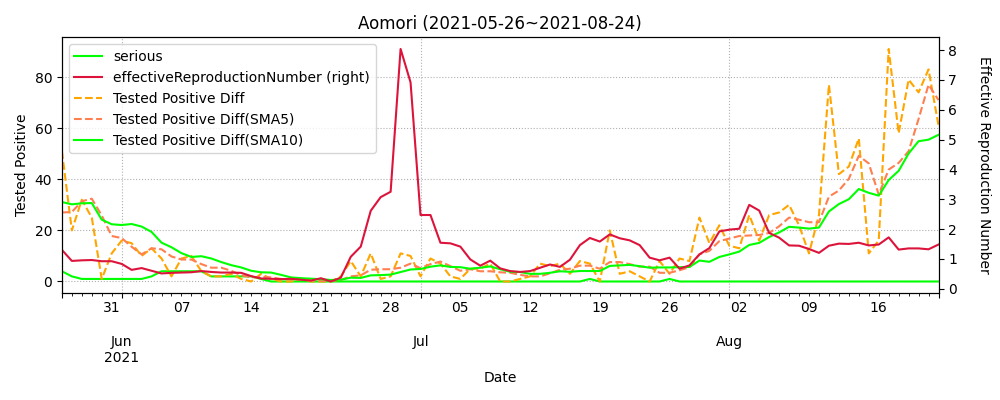 Aomori (2021-05-26~2021-08-24)
serious
effectiveReproductionNumber (right)
Tested Positive Diff
Tested Positive Diff(SMA5)
Tested Positive Diff(SMA10)
Tested Positive
80
60
40
20
0
8
7
6
5
4
3
2
1
0
Effective Reproduction Number
31 07 14 21 28 05 12 19 26 02 09 16
Jun Jul Aug
2021
Date